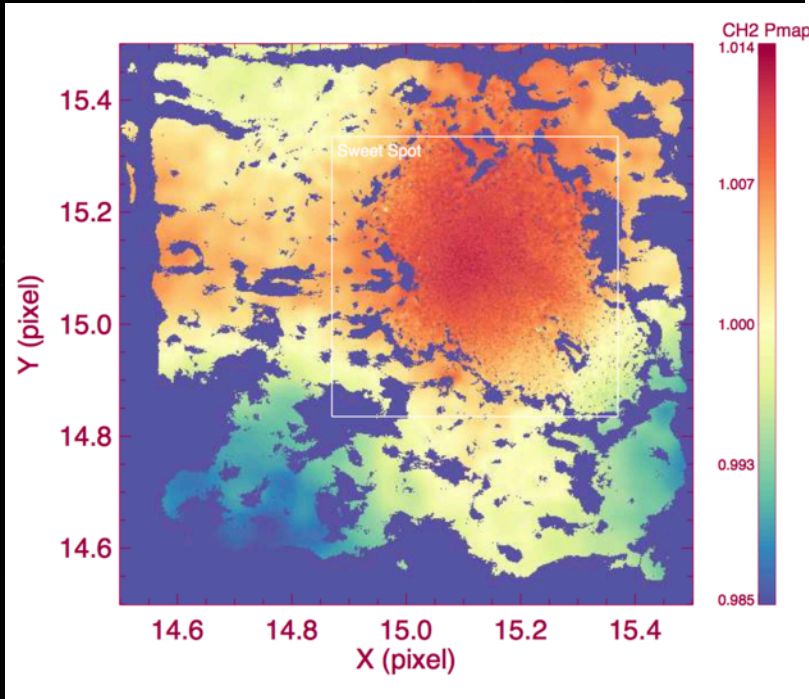 CH2 Pmap
1.014
15.4
Sweet Spot
1.007
15.2
15.0
1.000
Y (pixel)
14.8
0.993
14.6
0.985
14.6 14.8 15.0 15.2 15.4
X (pixel)